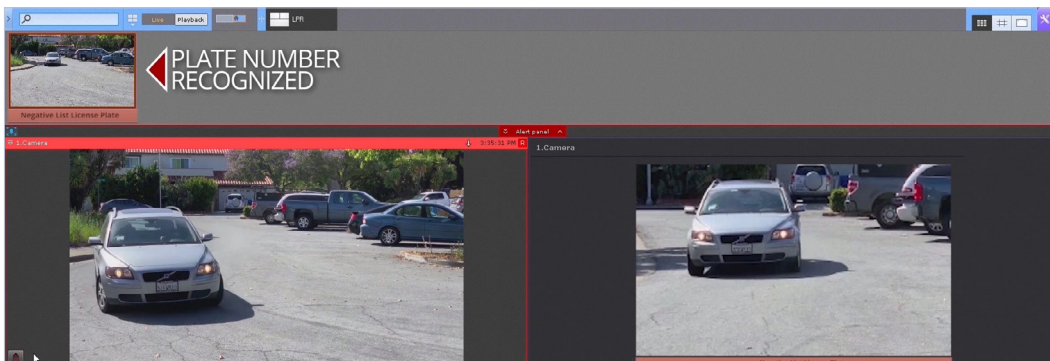 Live
Playback
LPR
PLATE NUMBER
RECOGNIZED
Negative List License Plate
Alert panel
1.Camera
3:35:31 PM
1.Camera